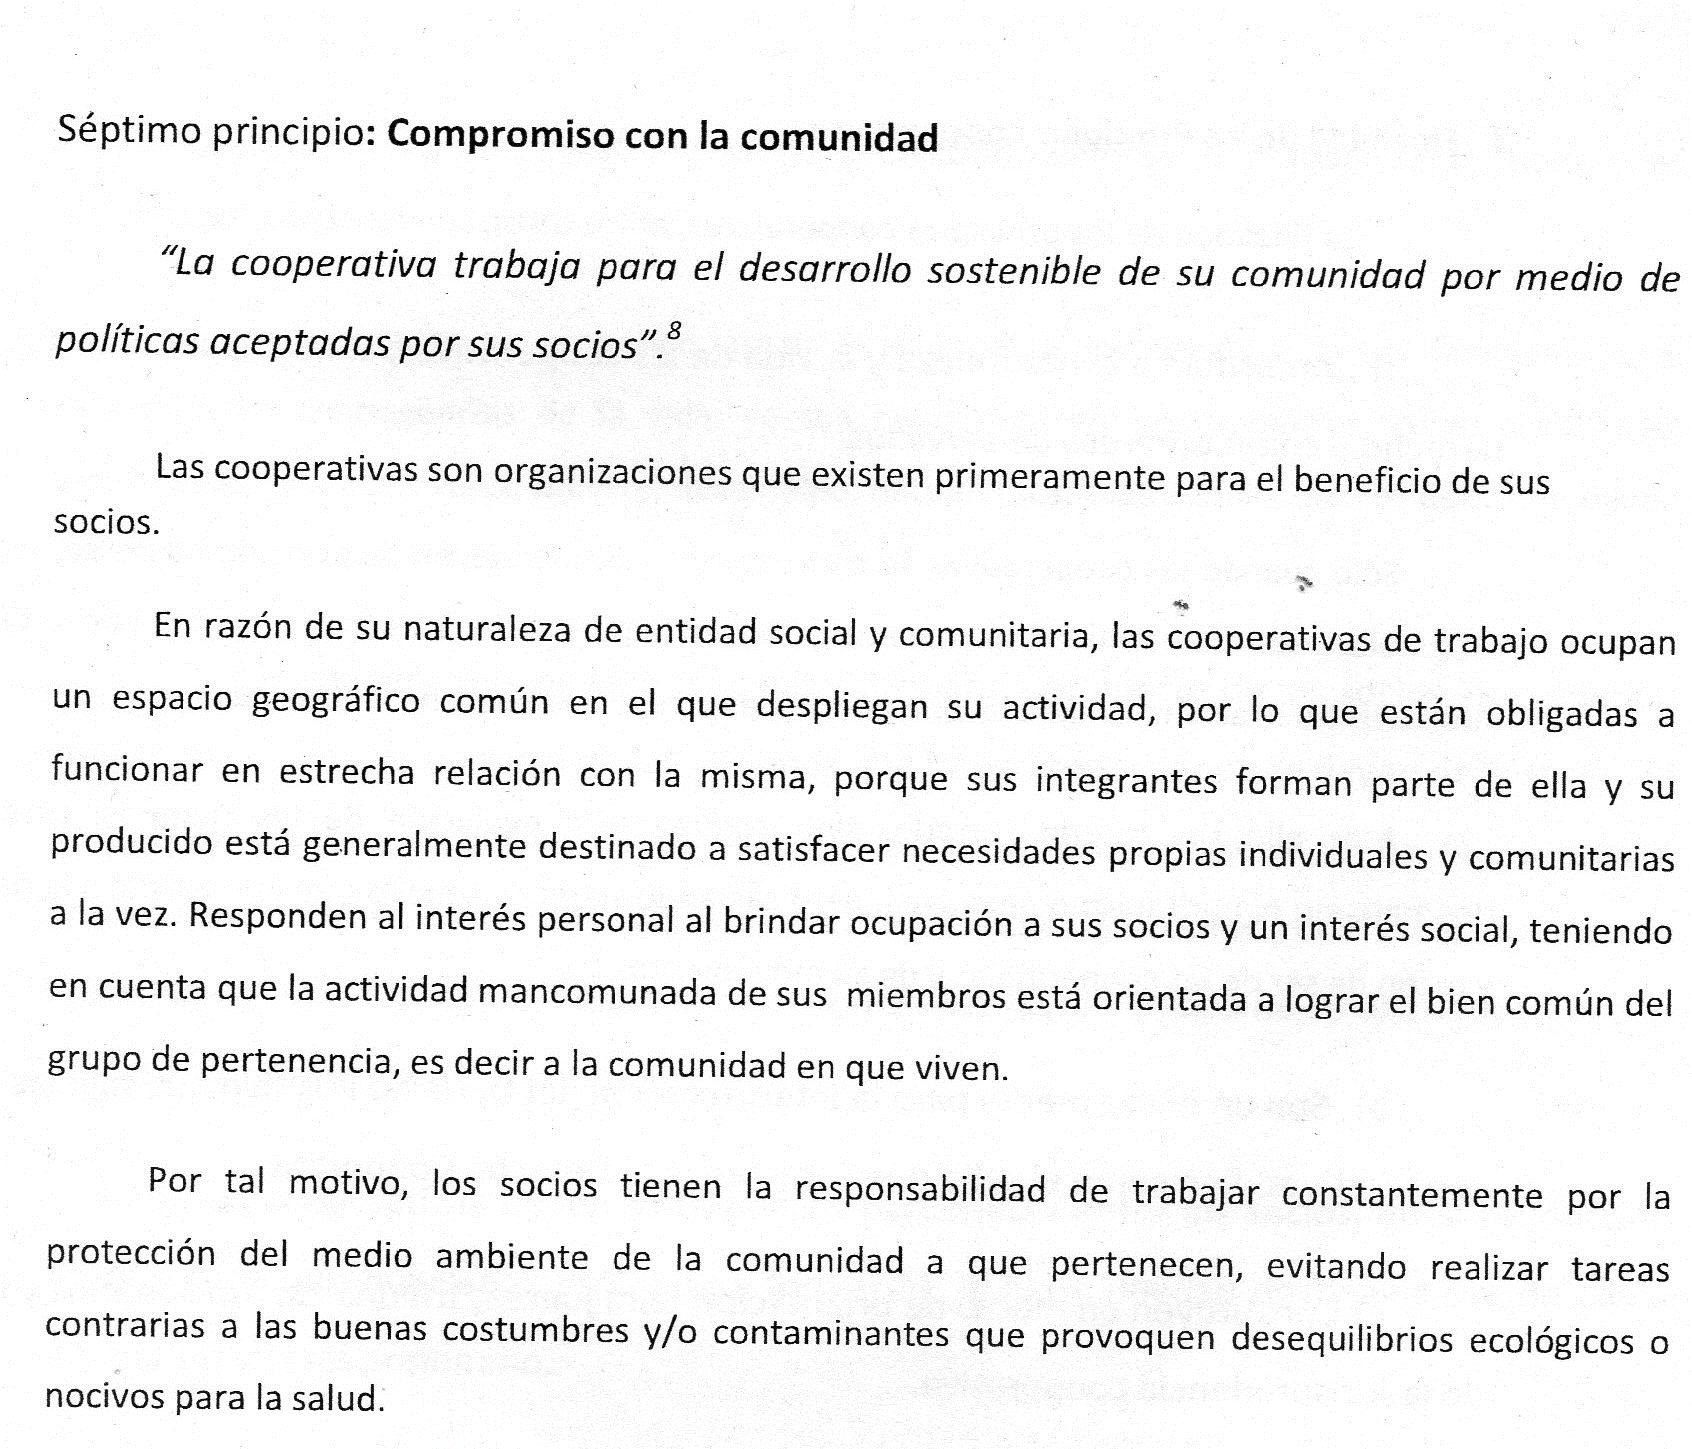 Séptimo principio: Compromiso con la comunidad
“La cooperativa trabaja para el desarrollo sostenible de su comunidad por medio de
políticas aceptadas por sus socios”.⁸
Las cooperativas son organizaciones que existen primeramente para el beneficio de sus
socios.
En razón de su naturaleza de entidad social y comunitaria, las cooperativas de trabajo ocupan
un espacio geográfico común en el que despliegan su actividad, por lo que están obligadas a
funcionar en estrecha relación con la misma, porque sus integrantes forman parte de ella y su
producido está generalmente destinado a satisfacer necesidades propias individuales y comunitarias
a la vez. Responden al interés personal al brindar ocupación a sus socios y un interés social, teniendo
en cuenta que la actividad mancomunada de sus miembros está orientada a lograr el bien común del
grupo de pertenencia, es decir a la comunidad en que viven.
Por tal motivo, los socios tienen la responsabilidad de trabajar constantemente por la
protección del medio ambiente de la comunidad a que pertenecen, evitando realizar tareas
contrarias a las buenas costumbres y/o contaminantes que provoquen desequilibrios ecológicos o
nocivos para la salud.